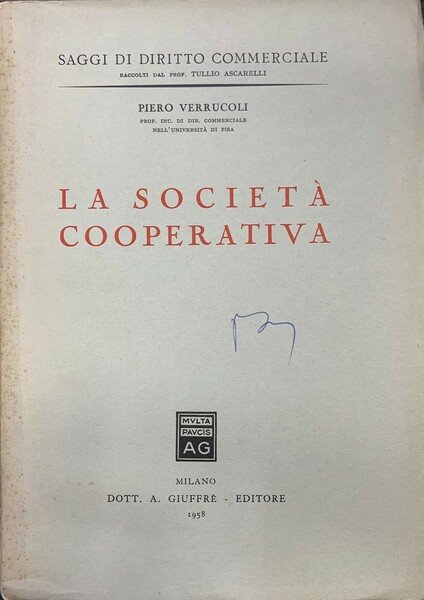 SAGGI DI DIRITTO COMMERCIALE
RACCOLTI DAL PROF. TULLIO ASCARELLI
PIERO VERRUCOLI
PROF. INC. DI DIR. COMMERCIALE
NELL'UNIVERSITÀ DI PISA
LA SOCIETÀ
COOPERATIVA
MVLTA
PAVCIS
AG
MILANO
DOTT. A. GIUFFRÈ - EDITORE
1958